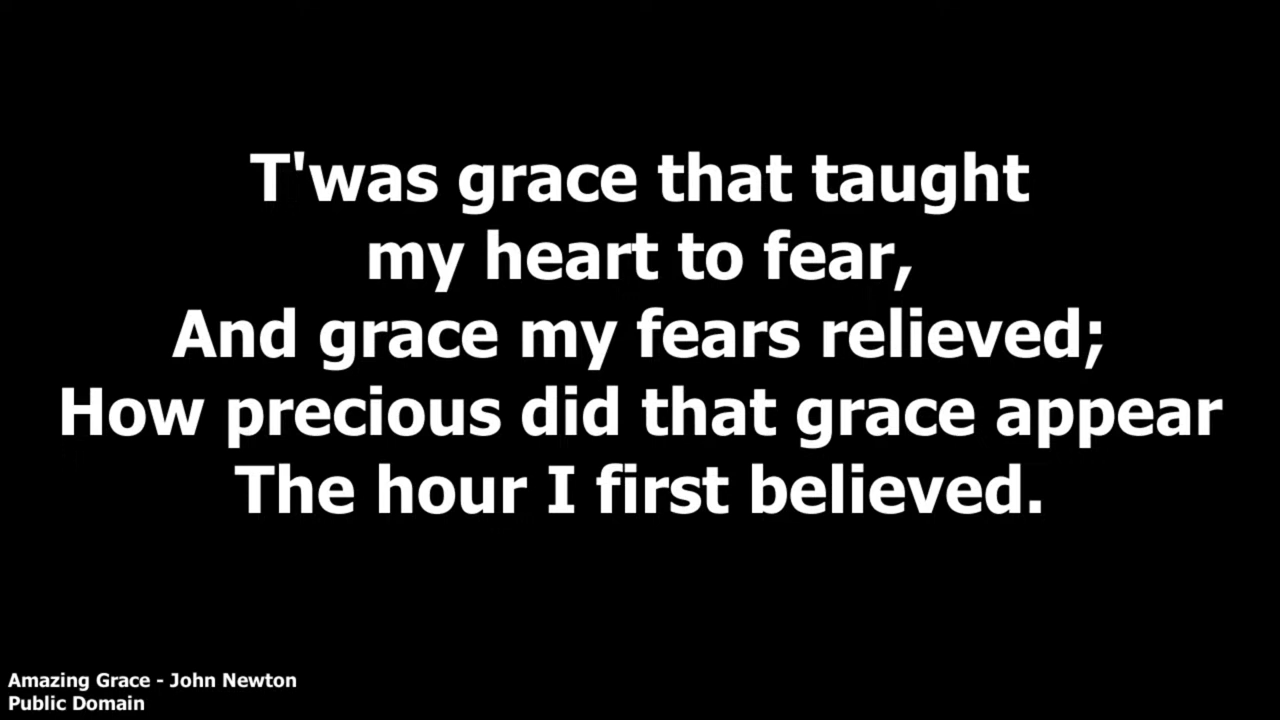 T'was grace that taught
my heart to fear,
And grace my fears relieved;
How precious did that grace appear
The hour I first believed.
Amazing Grace - John Newton
Public Domain